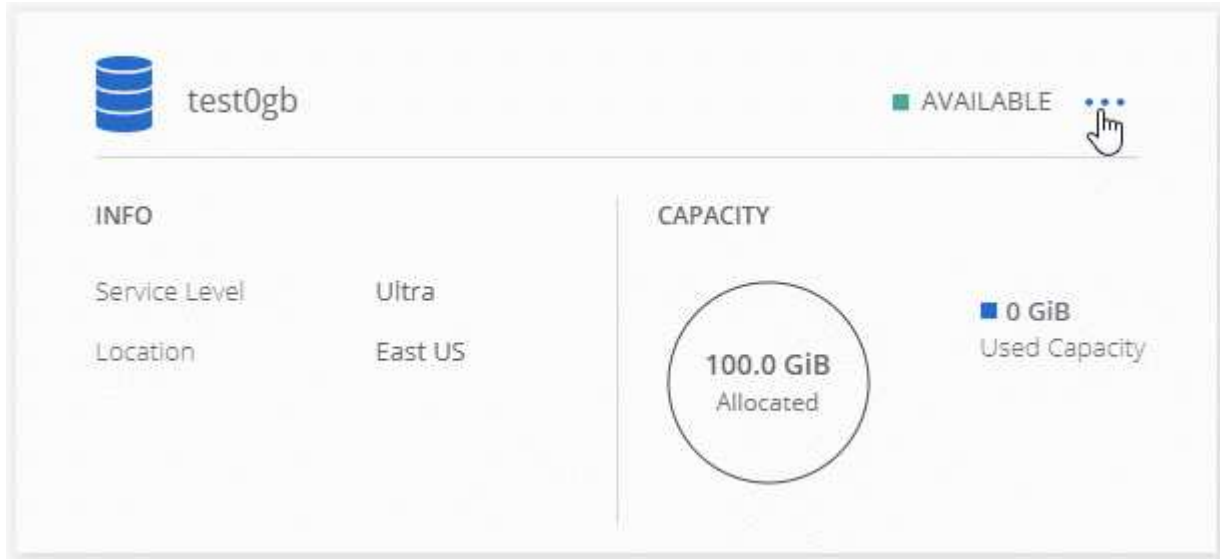 test0gb
AVAILABLE
INFO
Service Level Ultra
Location East US
CAPACITY
100.0 GiB
Allocated
0 GiB
Used Capacity